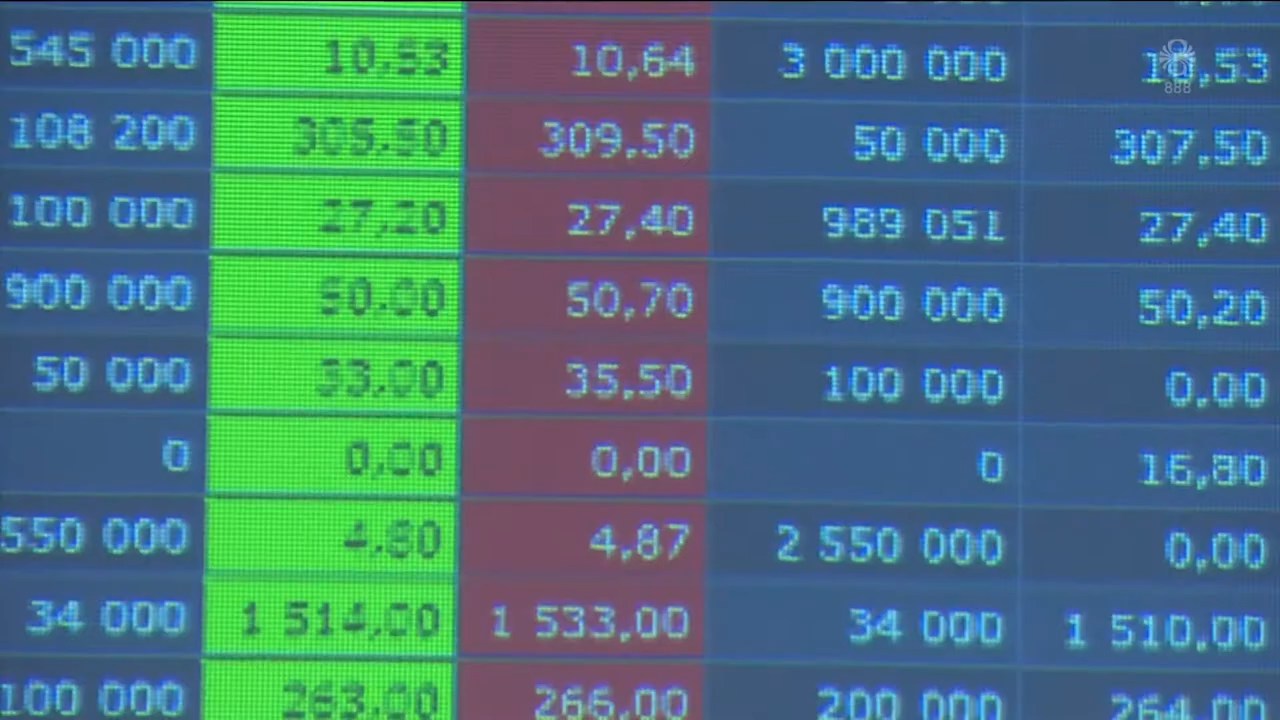 545 000 10,53 10,64 3 000 000 10,53
888
108 200 305,50 309,50 50 000 307,50
100 000 27,20 27,40 989 051 27,40
900 000 50,00 50,70 900 000 50,20
50 000 33,00 35,50 100 000 0,00
0 0,00 0,00 0 16,80
550 000 4,80 4,87 2 550 000 0,00
34 000 1 514,00 1 533,00 34 000 1 510,00
100 000 263,00 266,00 200 000 264,00